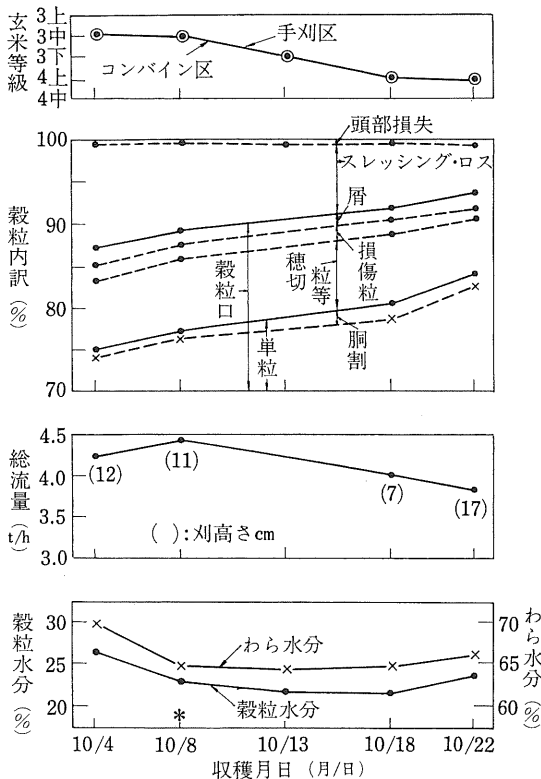 玄米等級
3上
3中
3下
4上
4中
手刈区
コンバイン区
穀粒内訳(%)
100
90
80
70
頭部損失
スレッシング・ロス
屑
損傷粒
穂切粒等
胴割
穀粒口
単粒
総流量 t/h
4.5
4.0
3.5
3.0
(12)
(11)
(7)
(17)
( ):刈高さcm
穀粒水分(%)
30
25
20
わら水分(%)
70
65
60
わら水分
穀粒水分
*
10/4 10/8 10/13 10/18 10/22
収穫月日(月/日)